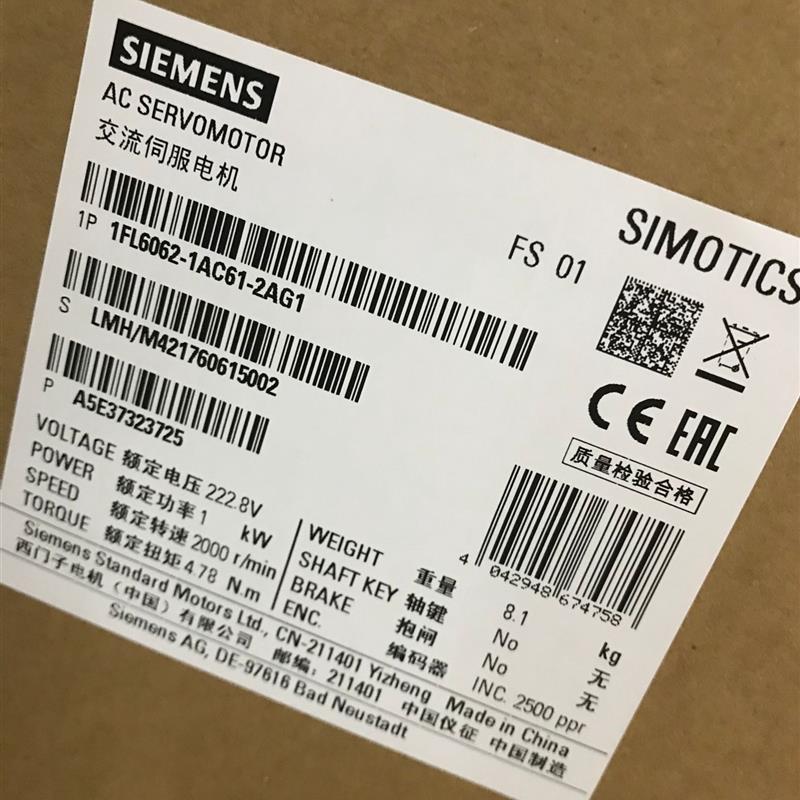 SIEMENS
AC SERVOMOTOR
交流伺服电机
SIMOTICS
FS 01
1P 1FL6062-1AC61-2AG1
S LMH/M421760615002
P A5E37323725
CE EAC
质量检验合格
4 042948 674758
VOLTAGE 额定电压 222.8V
POWER 额定功率 1 kW
SPEED 额定转速 2000 r/min
TORQUE 额定扭矩 4.78 N.m
WEIGHT 重量 8.1 kg
SHAFT KEY 轴键 No 无
BRAKE 抱闸 No 无
ENC. 编码器 INC. 2500 ppr
Siemens Standard Motors Ltd., CN-211401 Yizheng Made in China
西门子电机（中国）有限公司 邮编：211401 中国仪征 中国制造
Siemens AG, DE-97616 Bad Neustadt